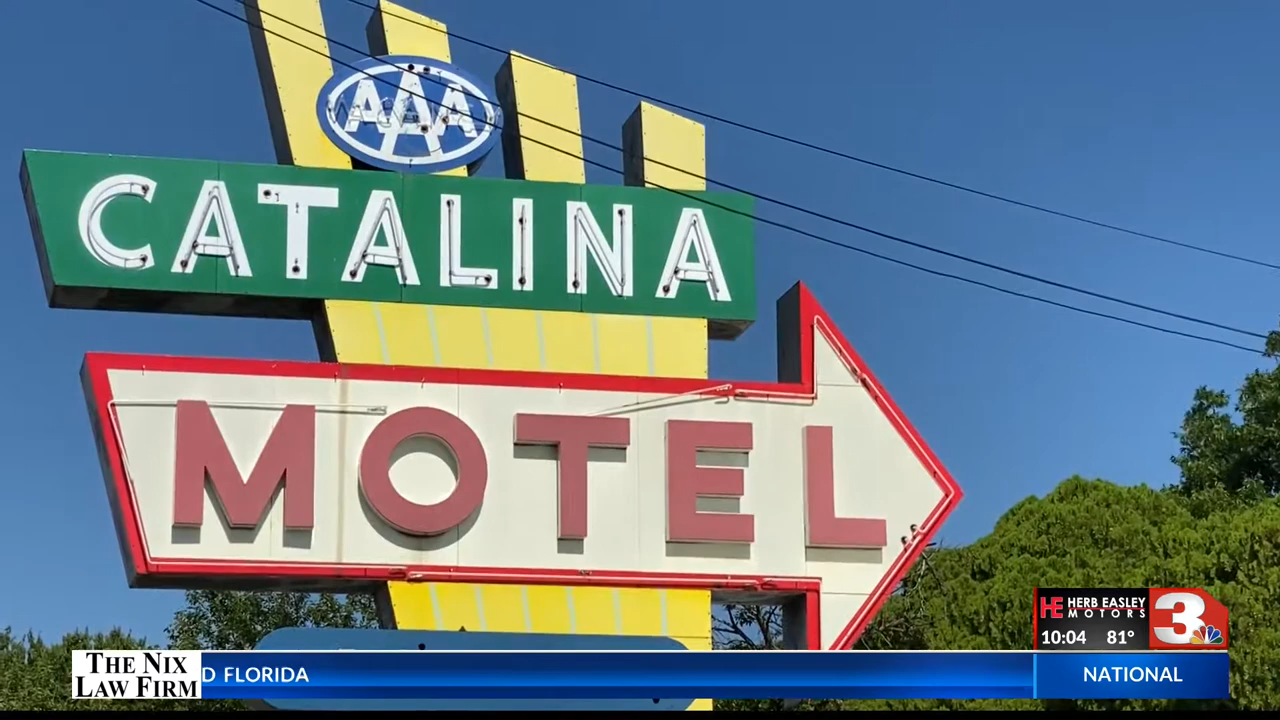 AAA
CATALINA
MOTEL
HE HERB EASLEY
MOTORS
10:04 81°
3
THE NIX
LAW FIRM
D FLORIDA
NATIONAL